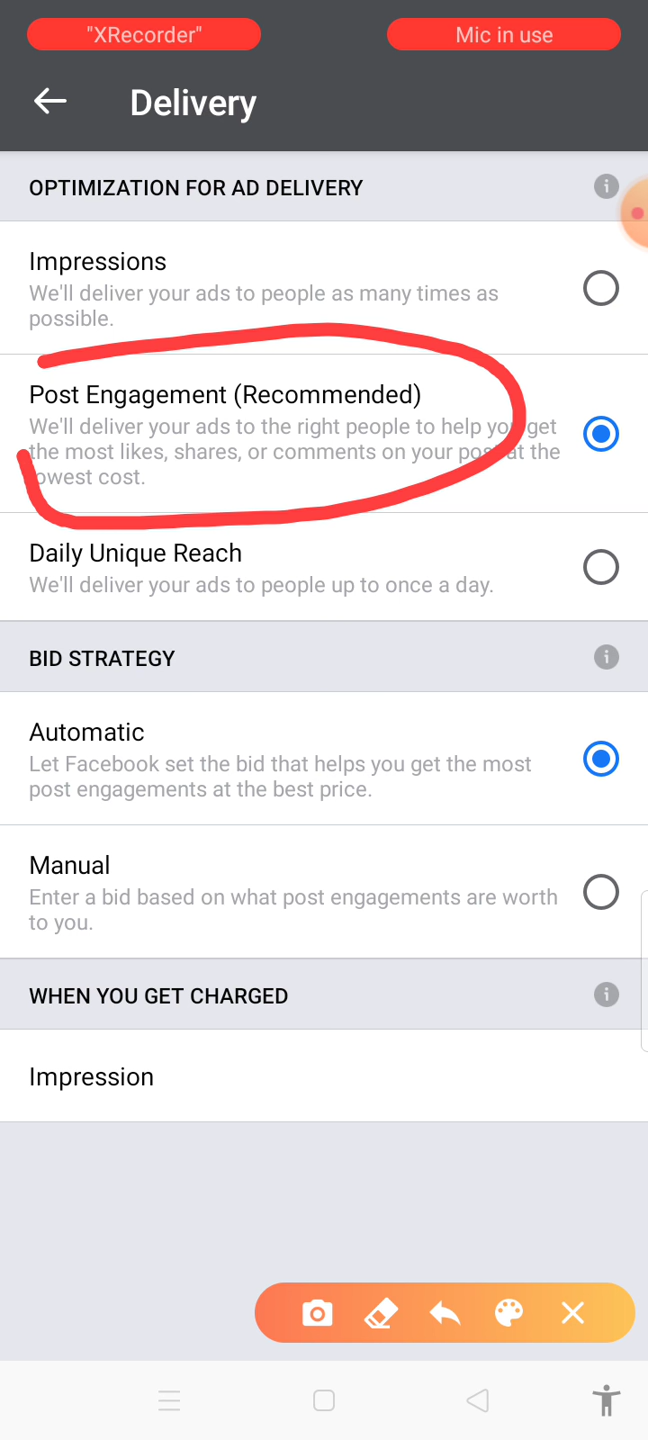 "XRecorder"
Mic in use
Delivery
OPTIMIZATION FOR AD DELIVERY
Impressions
We'll deliver your ads to people as many times as
possible.
Post Engagement (Recommended)
We'll deliver your ads to the right people to help you get
the most likes, shares, or comments on your post at the
lowest cost.
Daily Unique Reach
We'll deliver your ads to people up to once a day.
BID STRATEGY
Automatic
Let Facebook set the bid that helps you get the most
post engagements at the best price.
Manual
Enter a bid based on what post engagements are worth
to you.
WHEN YOU GET CHARGED
Impression